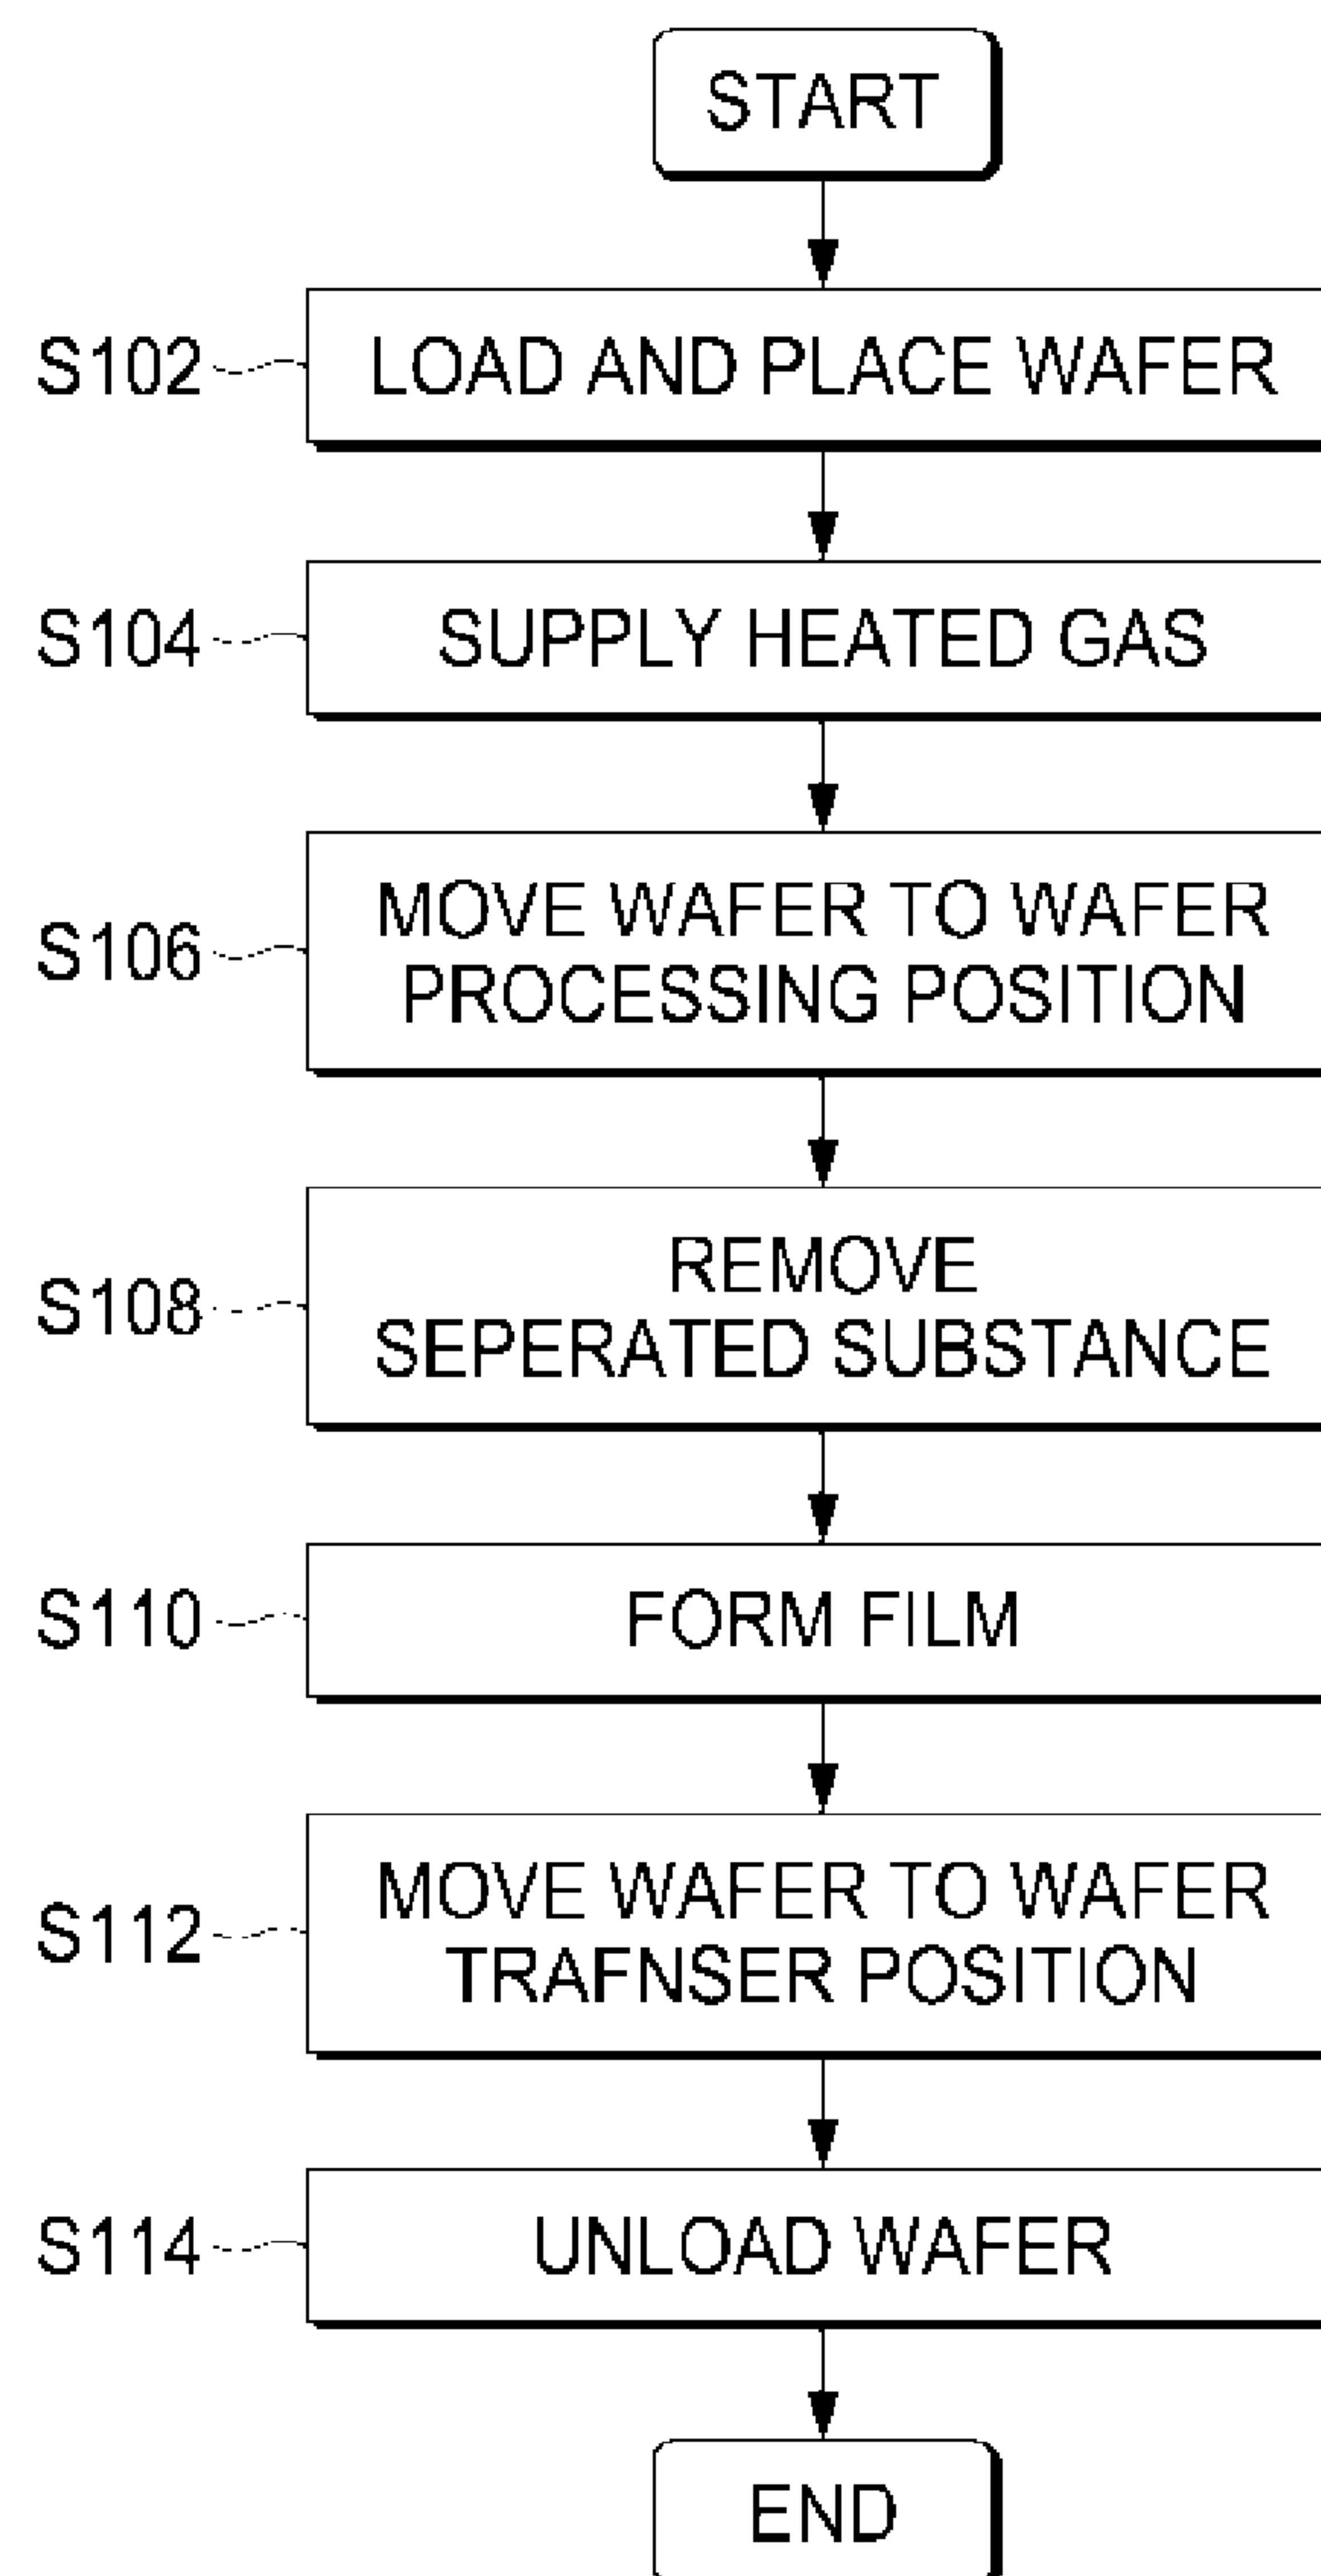 START
S102 LOAD AND PLACE WAFER
S104 SUPPLY HEATED GAS
S106 MOVE WAFER TO WAFER
PROCESSING POSITION
S108 REMOVE
SEPERATED SUBSTANCE
S110 FORM FILM
S112 MOVE WAFER TO WAFER
TRAFNSER POSITION
S114 UNLOAD WAFER
END